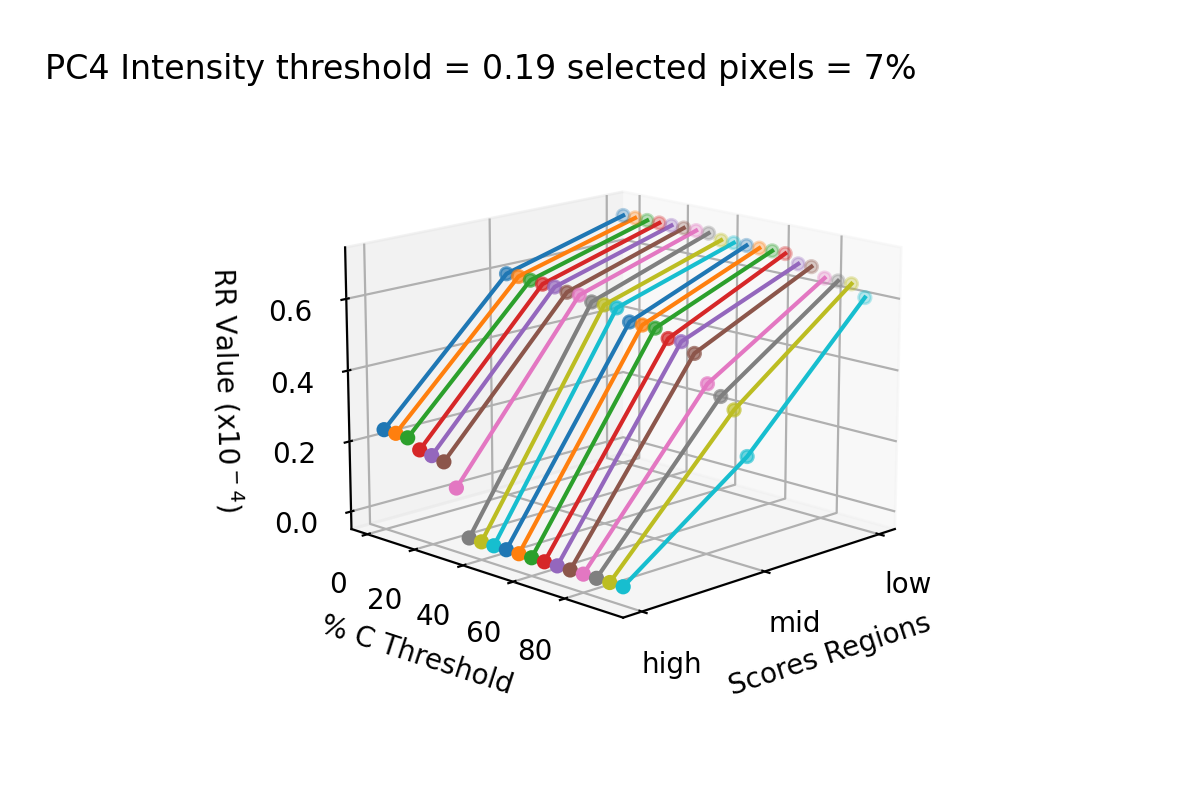 PC4 Intensity threshold = 0.19 selected pixels = 7%
RR Value (x10⁻⁴)
0.6
0.4
0.2
0.0
0
20
40
60
80
% C Threshold
high
mid
low
Scores Regions